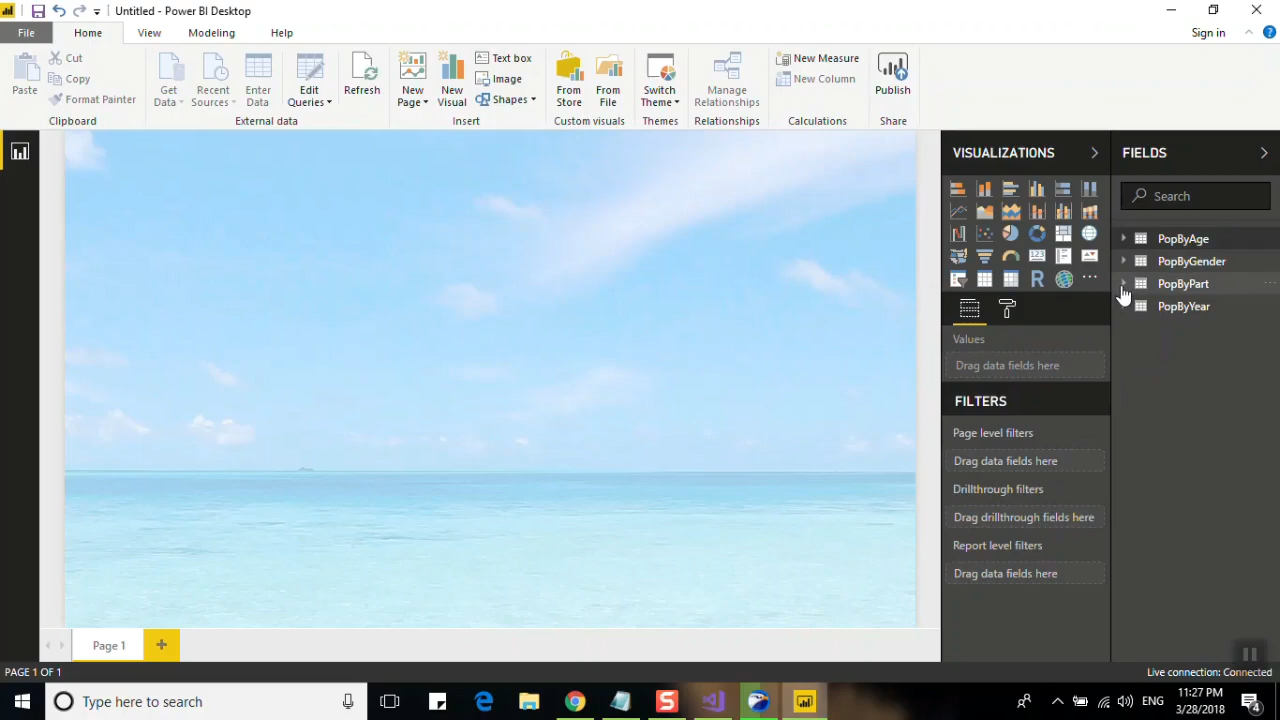 Untitled - Power BI Desktop
File
Home
View
Modeling
Help
Sign in
Paste
Cut
Copy
Format Painter
Clipboard
Get Data
Recent Sources
Enter Data
Edit Queries
Refresh
External data
New Page
New Visual
Text box
Image
Shapes
Insert
From Store
From File
Custom visuals
Switch Theme
Themes
Manage Relationships
Relationships
New Measure
New Column
Calculations
Publish
Share
VISUALIZATIONS
FIELDS
Search
PopByAge
PopByGender
PopByPart
PopByYear
123
R
Values
Drag data fields here
FILTERS
Page level filters
Drag data fields here
Drillthrough filters
Drag drillthrough fields here
Report level filters
Drag data fields here
Page 1
PAGE 1 OF 1
Live connection: Connected
Type here to search
S
ENG
11:27 PM
3/28/2018
4